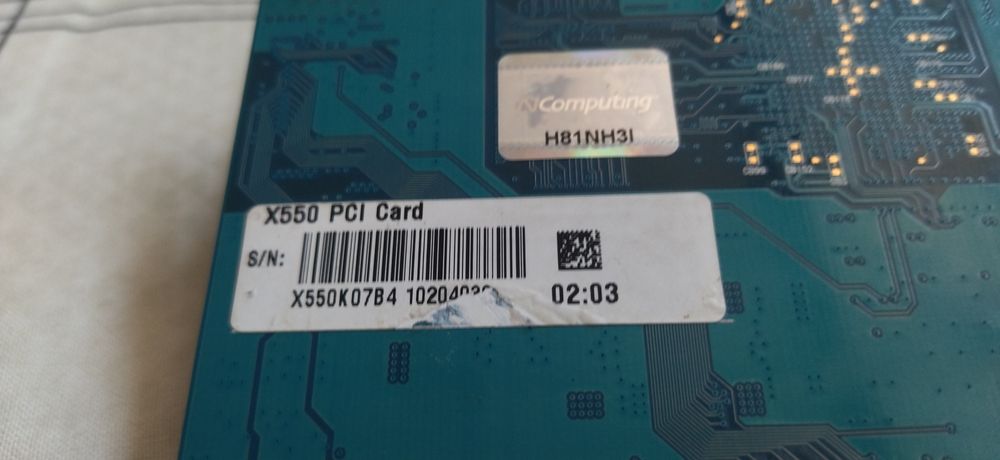 NComputing
H81NH3I
X550 PCI Card
S/N:
X550K07B4
02:03